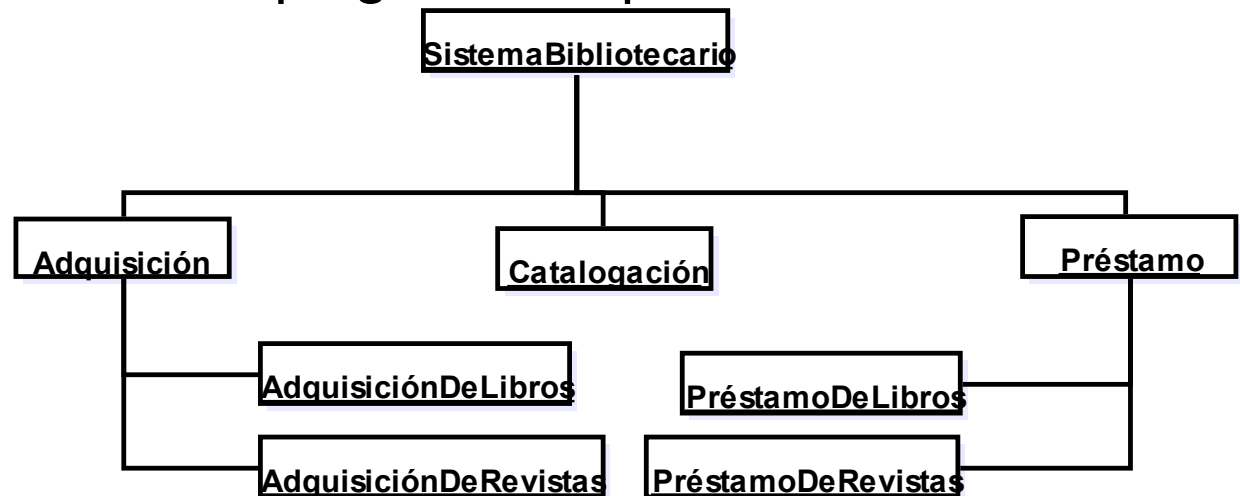 SistemaBibliotecario
Adquisición
Catalogación
Préstamo
AdquisiciónDeLibros
PréstamoDeLibros
AdquisiciónDeRevistas
PréstamoDeRevistas